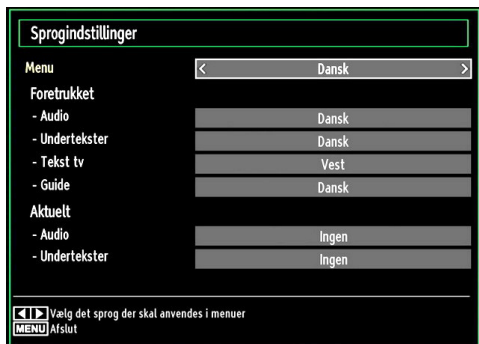 Sprogindstillinger
Menu Dansk
Foretrukket
- Audio Dansk
- Undertekster Dansk
- Tekst tv Vest
- Guide Dansk
Aktuelt
- Audio Ingen
- Undertekster Ingen
Vælg det sprog der skal anvendes i menuer
MENU Afslut